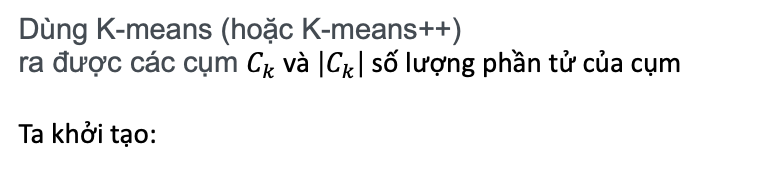 Dùng K-means (hoặc K-means++)
ra được các cụm C_k và |C_k| số lượng phần tử của cụm
Ta khởi tạo: